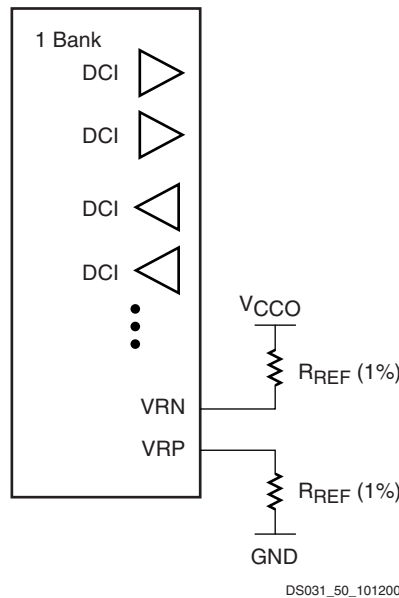 1 Bank
DCI
DCI
DCI
DCI
VCCO
RREF (1%)
VRN
VRP
RREF (1%)
GND
DS031_50_101200